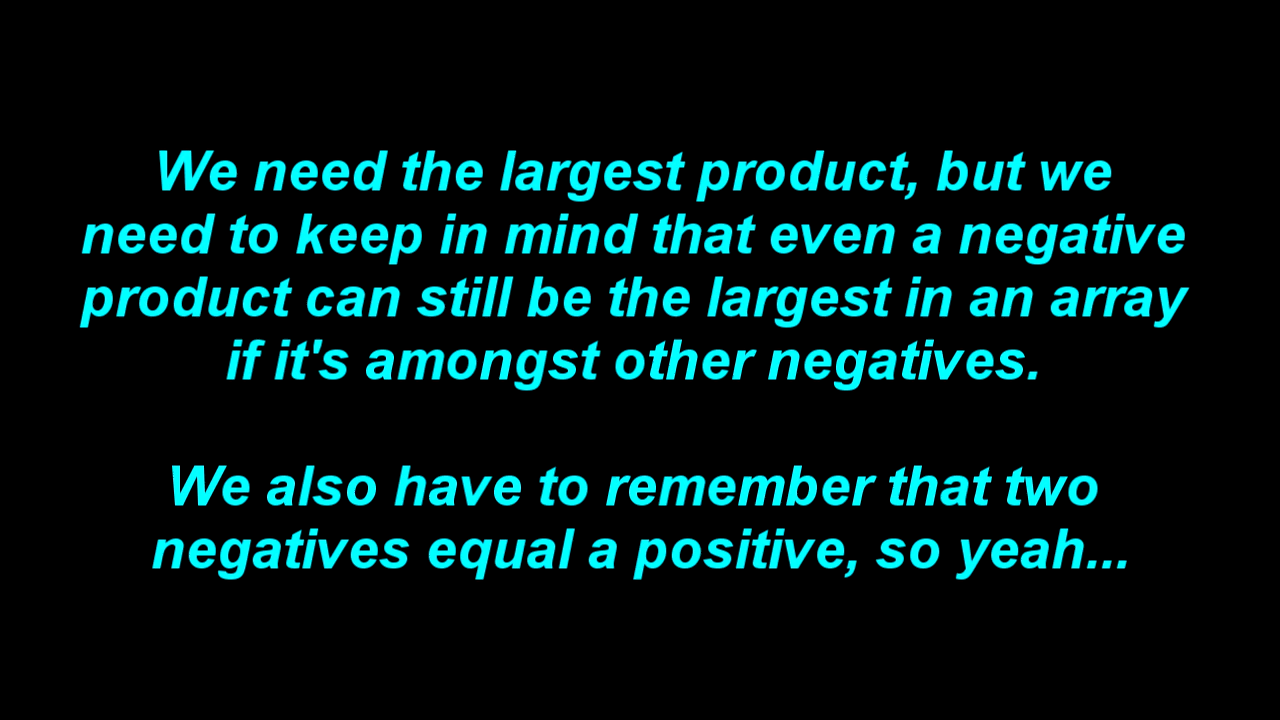 We need the largest product, but we
need to keep in mind that even a negative
product can still be the largest in an array
if it's amongst other negatives.
We also have to remember that two
negatives equal a positive, so yeah...